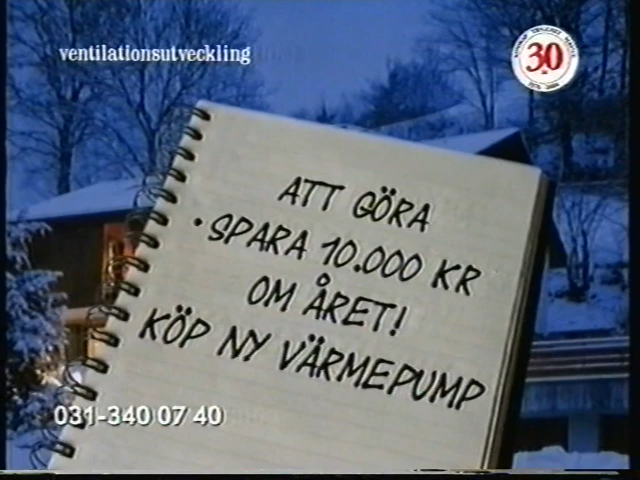 ventilationsutveckling
30
ATT GÖRA
• SPARA 10.000 KR
OM ÅRET!
KÖP NY VÄRMEPUMP
031-340 07 40